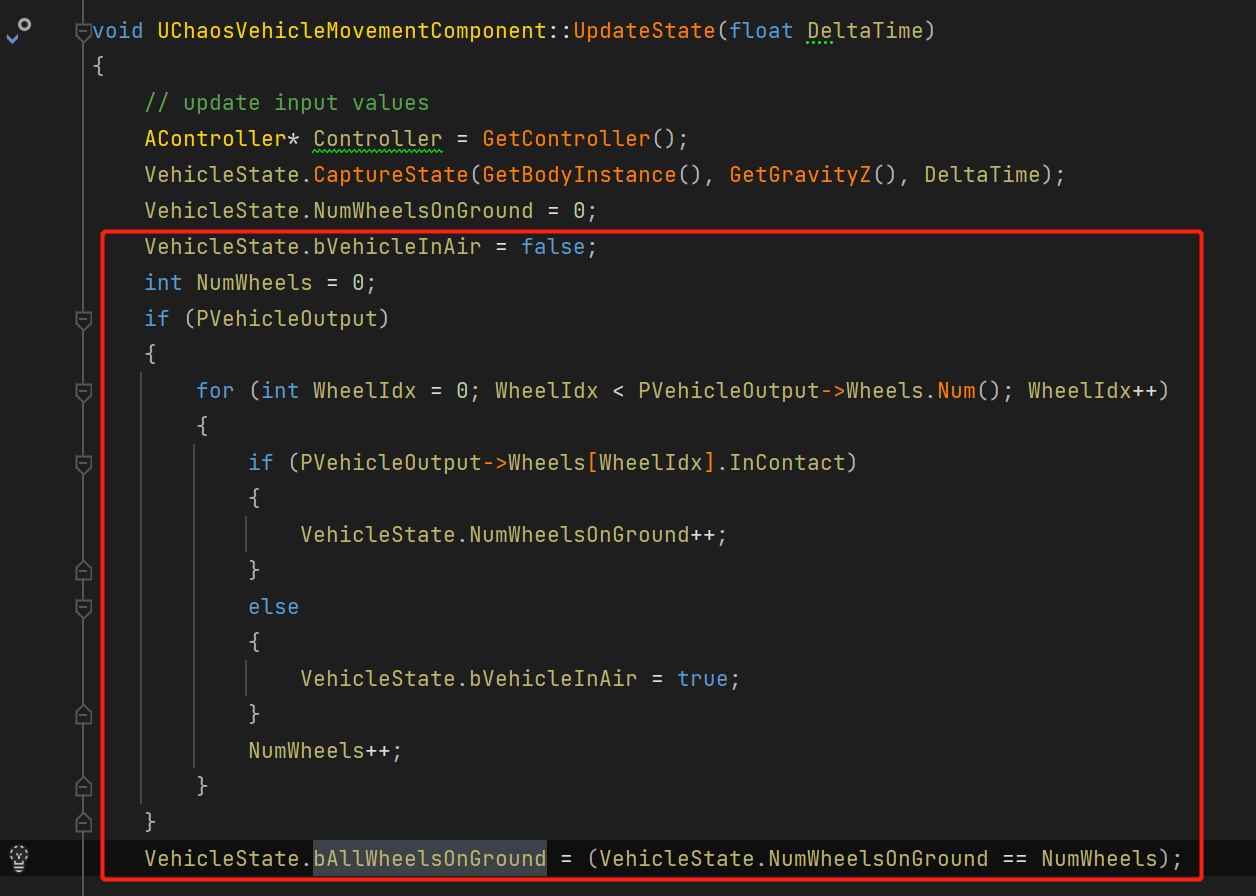 void UChaosVehicleMovementComponent::UpdateState(float DeltaTime)
{
    // update input values
    AController* Controller = GetController();
    VehicleState.CaptureState(GetBodyInstance(), GetGravityZ(), DeltaTime);
    VehicleState.NumWheelsOnGround = 0;
    VehicleState.bVehicleInAir = false;
    int NumWheels = 0;
    if (PVehicleOutput)
    {
        for (int WheelIdx = 0; WheelIdx < PVehicleOutput->Wheels.Num(); WheelIdx++)
        {
            if (PVehicleOutput->Wheels[WheelIdx].InContact)
            {
                VehicleState.NumWheelsOnGround++;
            }
            else
            {
                VehicleState.bVehicleInAir = true;
            }
            NumWheels++;
        }
    }
    VehicleState.bAllWheelsOnGround = (VehicleState.NumWheelsOnGround == NumWheels);